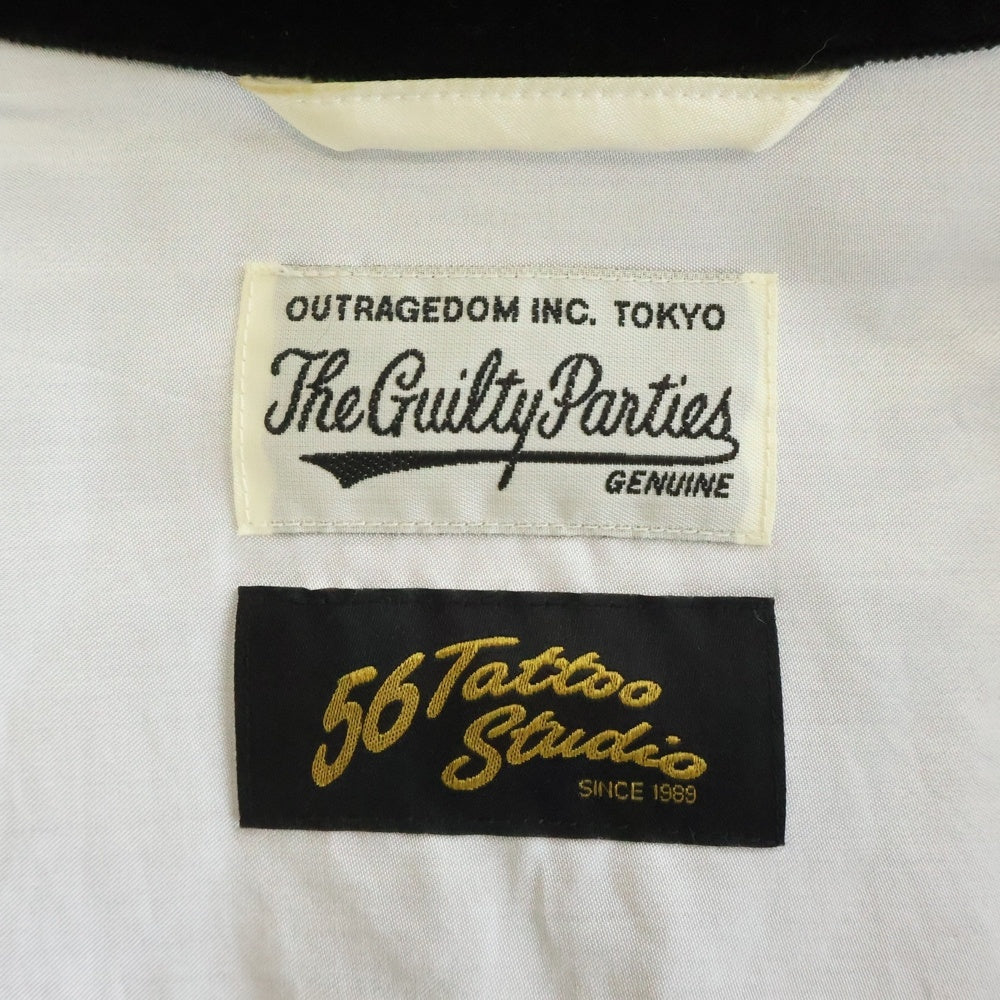 OUTRAGEDOM INC. TOKYO
The Guilty Parties
GENUINE
56 Tattoo
Studio
SINCE 1989